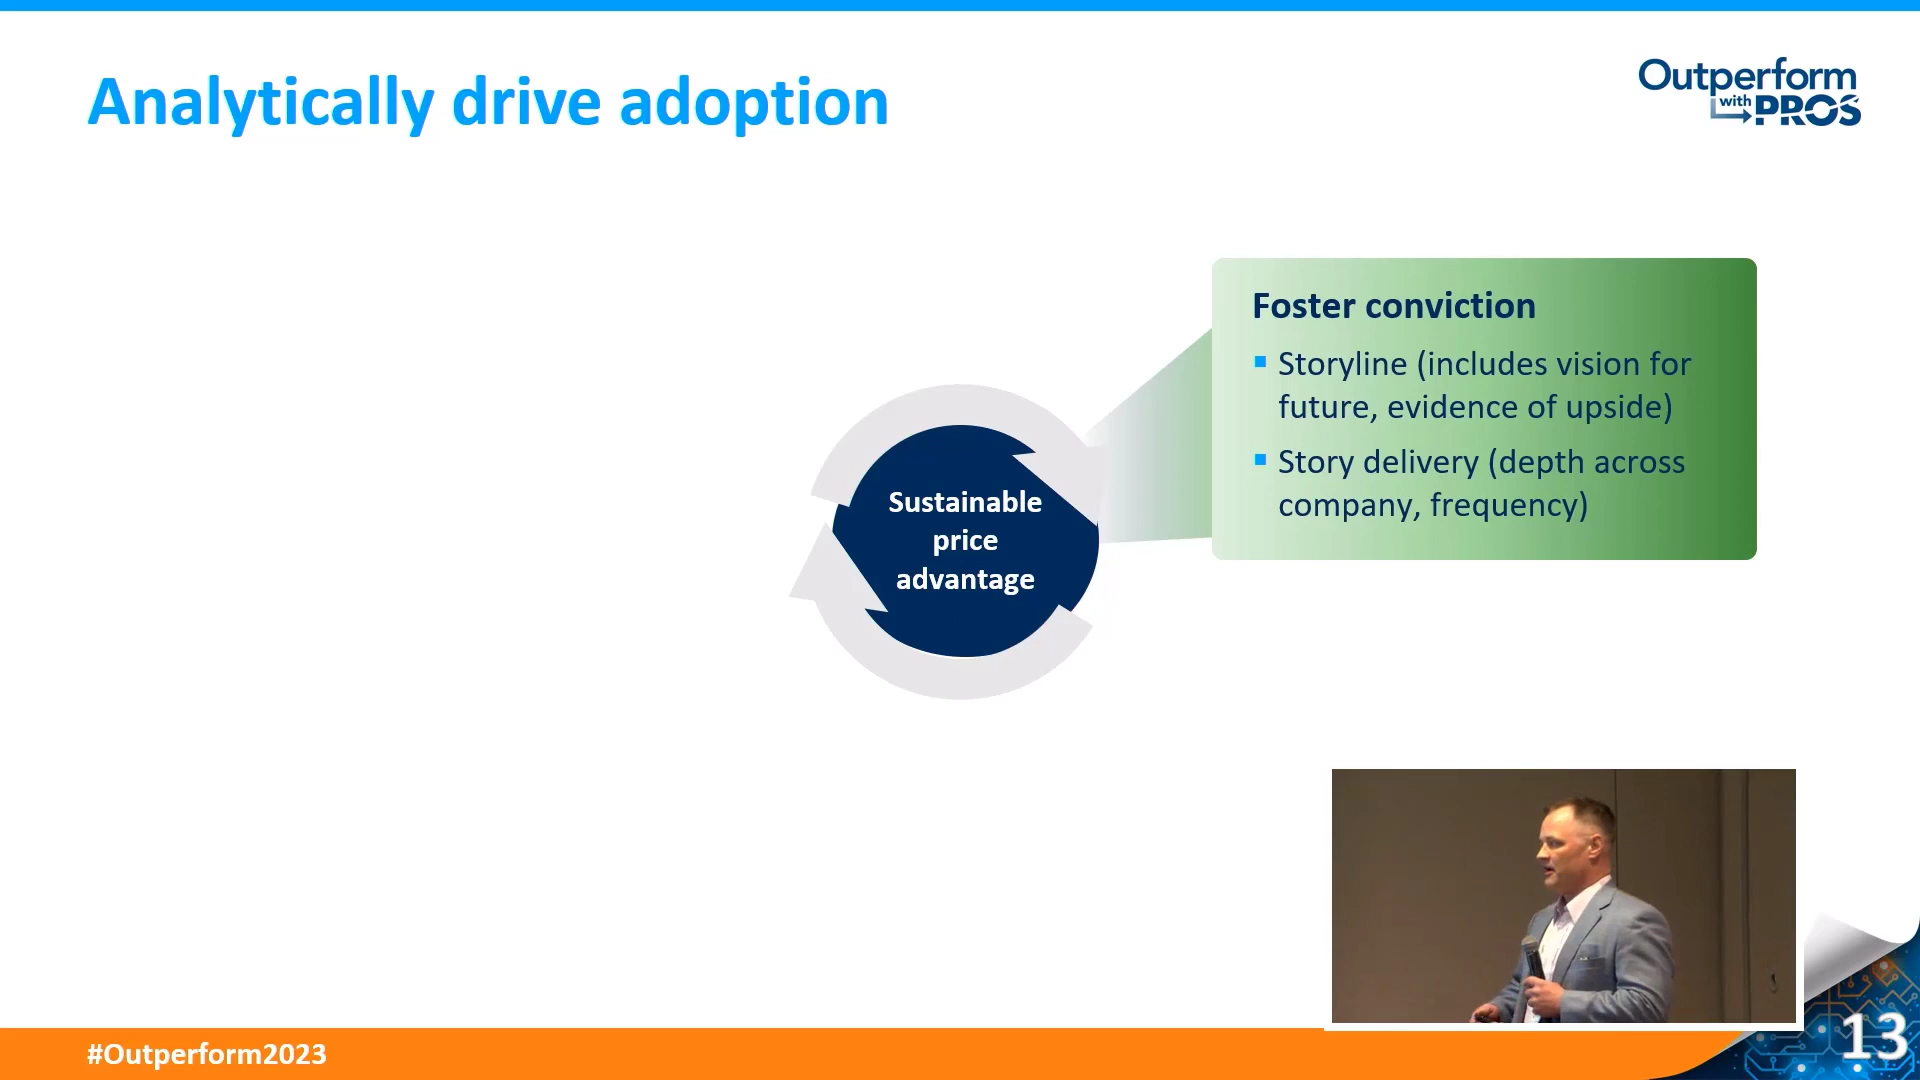 Analytically drive adoption
Outperform
with PROS
Foster conviction
Storyline (includes vision for
future, evidence of upside)
Story delivery (depth across
company, frequency)
Sustainable
price
advantage
#Outperform2023
13